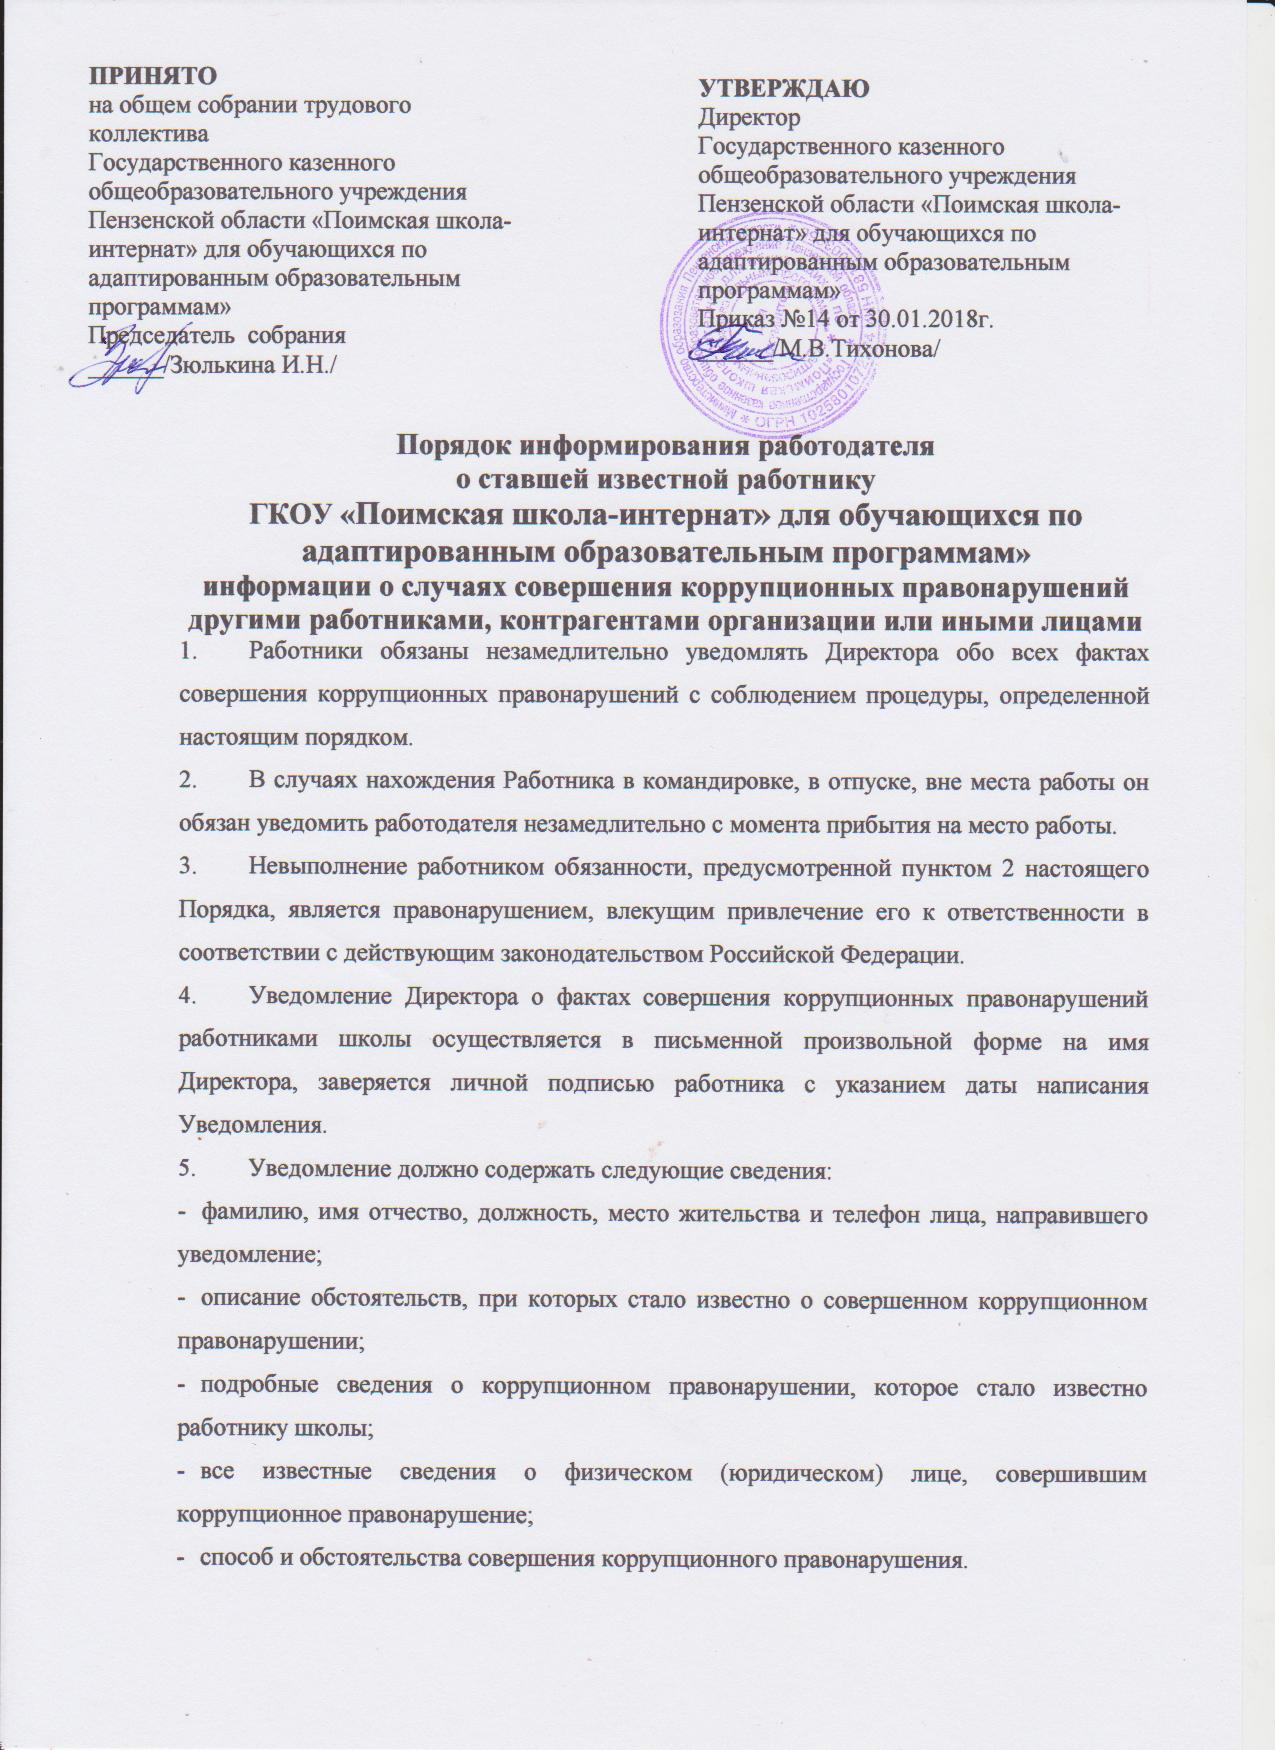 ПРИНЯТО
на общем собрании трудового
коллектива
Государственного казенного
общеобразовательного учреждения
Пензенской области «Поимская школа-
интернат» для обучающихся по
адаптированным образовательным
программам»
Председатель собрания
______/Зюлькина И.Н./
УТВЕРЖДАЮ
Директор
Государственного казенного
общеобразовательного учреждения
Пензенской области «Поимская школа-
интернат» для обучающихся по
адаптированным образовательным
программам»
Приказ №14 от 30.01.2018г.
______/М.В.Тихонова/
Порядок информирования работодателя
о ставшей известной работнику
ГКОУ «Поимская школа-интернат» для обучающихся по
адаптированным образовательным программам»
информации о случаях совершения коррупционных правонарушений
другими работниками, контрагентами организации или иными лицами
1. Работники обязаны незамедлительно уведомлять Директора обо всех фактах
совершения коррупционных правонарушений с соблюдением процедуры, определенной
настоящим порядком.
2. В случаях нахождения Работника в командировке, в отпуске, вне места работы он
обязан уведомить работодателя незамедлительно с момента прибытия на место работы.
3. Невыполнение работником обязанности, предусмотренной пунктом 2 настоящего
Порядка, является правонарушением, влекущим привлечение его к ответственности в
соответствии с действующим законодательством Российской Федерации.
4. Уведомление Директора о фактах совершения коррупционных правонарушений
работниками школы осуществляется в письменной произвольной форме на имя
Директора, заверяется личной подписью работника с указанием даты написания
Уведомления.
5. Уведомление должно содержать следующие сведения:
- фамилию, имя отчество, должность, место жительства и телефон лица, направившего
уведомление;
- описание обстоятельств, при которых стало известно о совершенном коррупционном
правонарушении;
- подробные сведения о коррупционном правонарушении, которое стало известно
работнику школы;
- все известные сведения о физическом (юридическом) лице, совершившим
коррупционное правонарушение;
- способ и обстоятельства совершения коррупционного правонарушения.